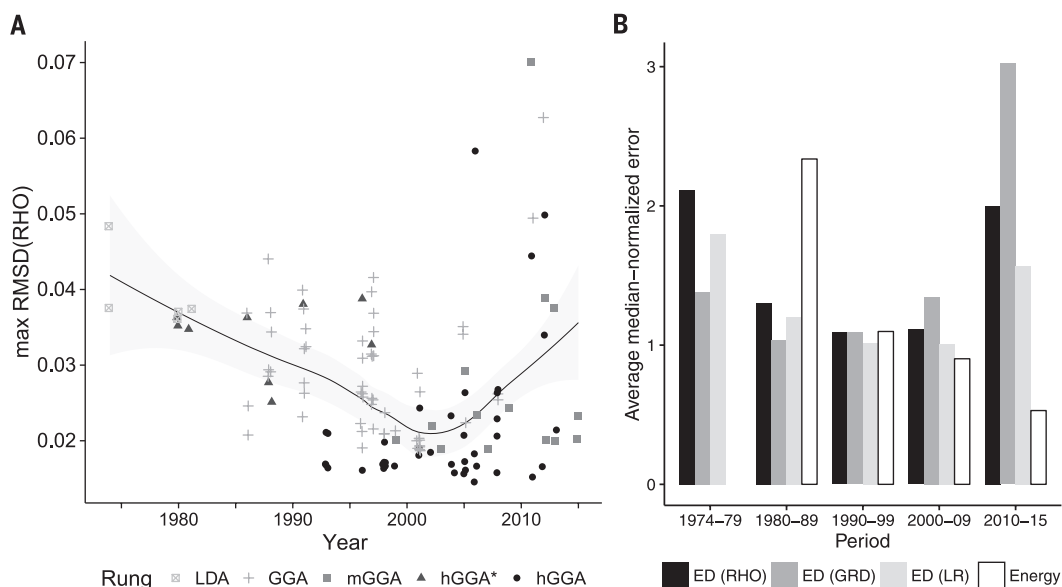 A
max RMSD(RHO)
0.07
0.06
0.05
0.04
0.03
0.02
1980
1990
2000
2010
Year
Rung
LDA
GGA
mGGA
hGGA*
hGGA
B
Average median-normalized error
3
2
1
0
1974–79
1980–89
1990–99
2000–09
2010–15
Period
ED (RHO)
ED (GRD)
ED (LR)
Energy